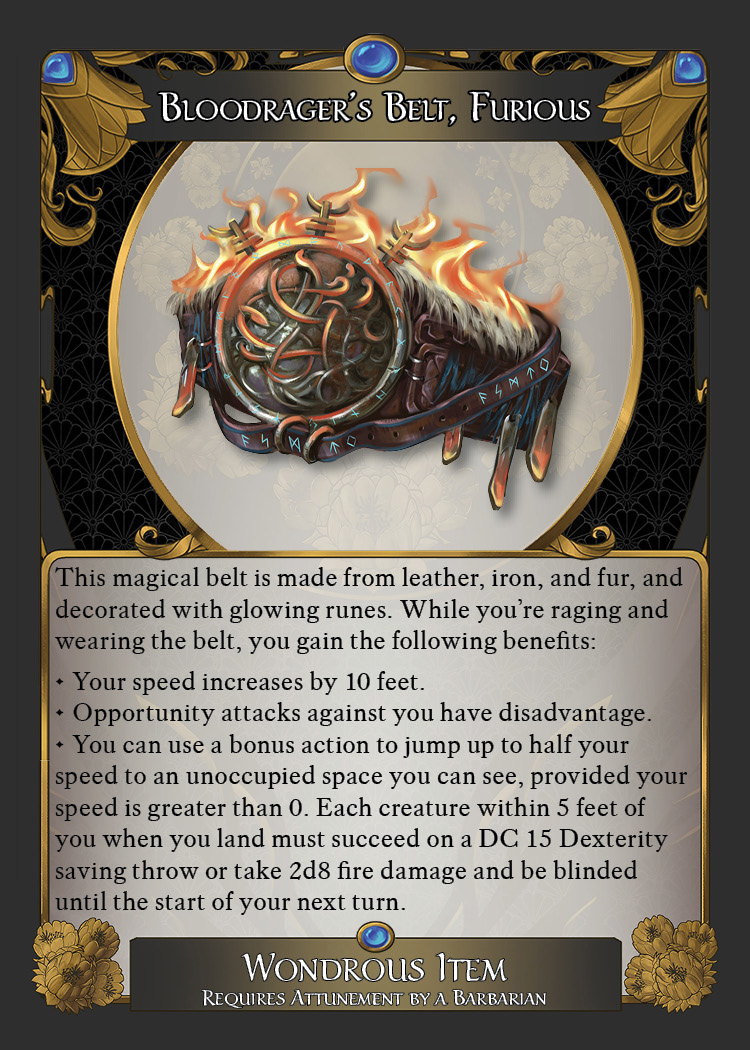 Bloodrager's Belt, Furious
This magical belt is made from leather, iron, and fur, and
decorated with glowing runes. While you're raging and
wearing the belt, you gain the following benefits:
• Your speed increases by 10 feet.
• Opportunity attacks against you have disadvantage.
• You can use a bonus action to jump up to half your
speed to an unoccupied space you can see, provided your
speed is greater than 0. Each creature within 5 feet of
you when you land must succeed on a DC 15 Dexterity
saving throw or take 2d8 fire damage and be blinded
until the start of your next turn.
Wondrous Item
Requires Attunement by a Barbarian